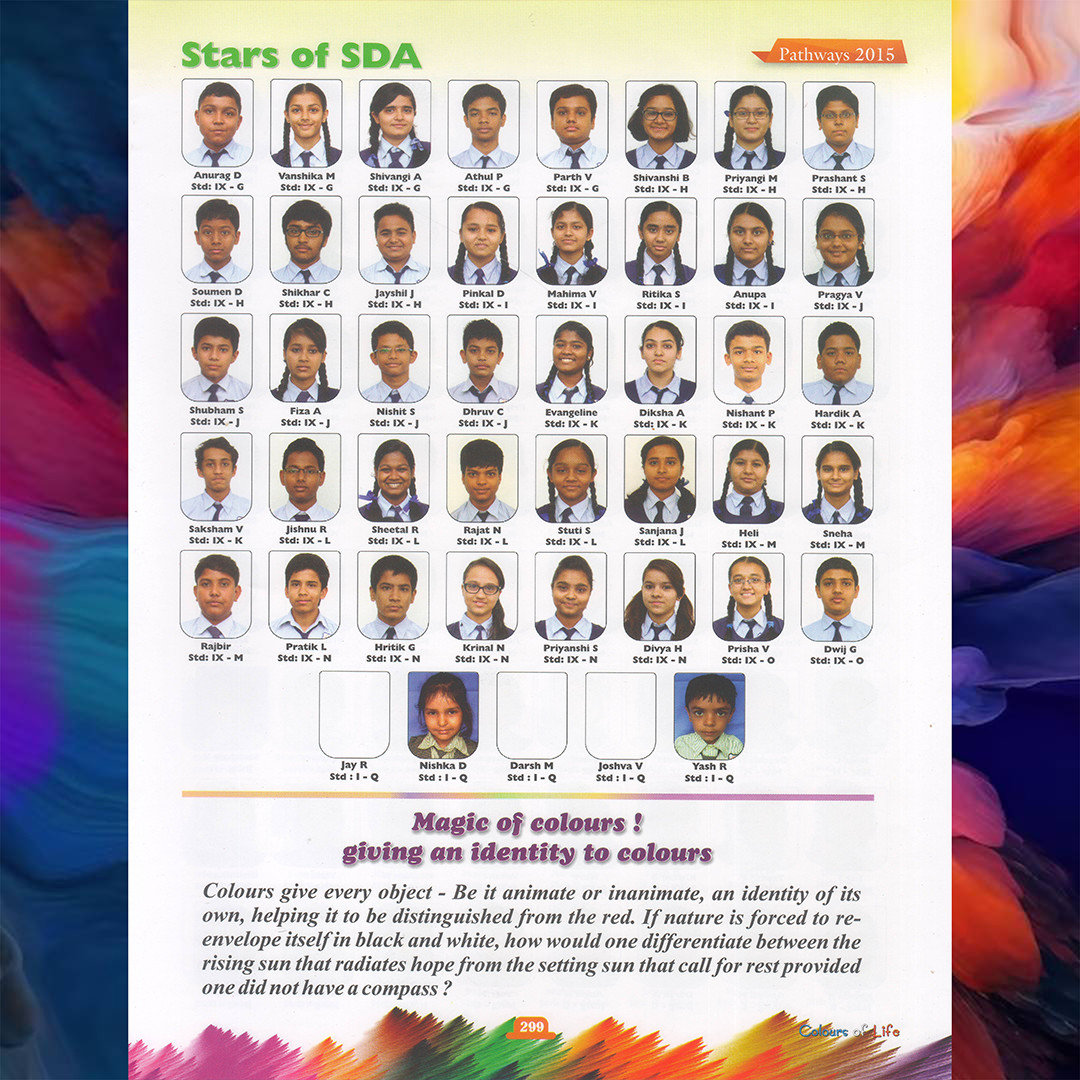 Stars of SDA
Pathways 2015
Anurag D Vanshika M Shivangi A Athul P Parth V Shivanshi B Priyangi M Prashant S
Std: IX - G Std: IX - G Std: IX - G Std: IX - G Std: IX - G Std: IX - H Std: IX - H Std: IX - H
Soumen D Shikhar C Jayshil J Pinkal D Mahima V Ritika S Anupa Pragya V
Std: IX - H Std: IX - H Std: IX - H Std: IX - I Std: IX - I Std: IX - I Std: IX - I Std: IX - J
Shubham S Fiza A Nishit S Dhruv C Evangeline Diksha A Nishant P Hardik A
Std: IX - J Std: IX - J Std: IX - J Std: IX - J Std: IX - K Std: IX - K Std: IX - K Std: IX - K
Saksham V Jishnu R Sheetal R Rajat N Stuti S Sanjana J Heli Sneha
Std: IX - K Std: IX - L Std: IX - L Std: IX - L Std: IX - L Std: IX - L Std: IX - M Std: IX - M
Rajbir Pratik L Hritik G Krinal N Priyanshi S Divya H Prisha V Dwij G
Std: IX - M Std: IX - N Std: IX - N Std: IX - N Std: IX - N Std: IX - N Std: IX - O Std: IX - O
Jay R Nishka D Darsh M Joshva V Yash R
Std : I - Q Std : I - Q Std : I - Q Std : I - Q Std : I - Q
Magic of colours !
giving an identity to colours
Colours give every object - Be it animate or inanimate, an identity of its
own, helping it to be distinguished from the red. If nature is forced to re-
envelope itself in black and white, how would one differentiate between the
rising sun that radiates hope from the setting sun that call for rest provided
one did not have a compass ?
299
Colours of Life